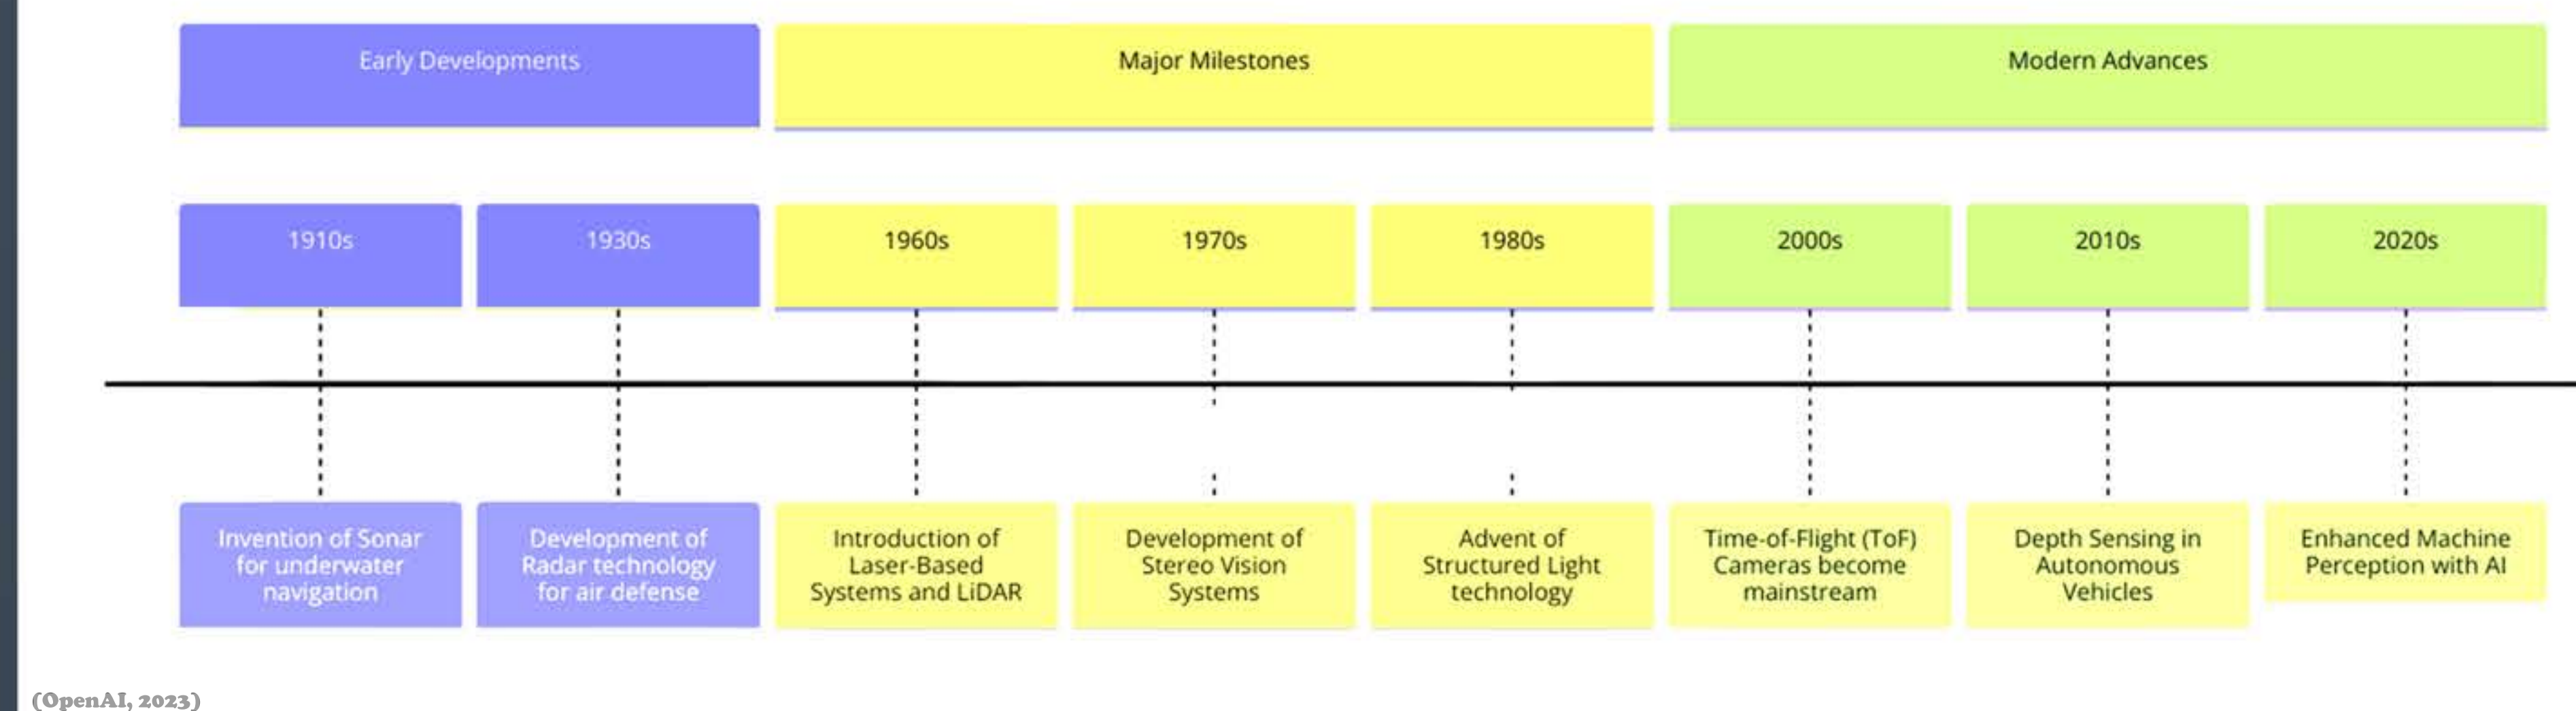 Early Developments
Major Milestones
Modern Advances
1910s
1930s
1960s
1970s
1980s
2000s
2010s
2020s
Invention of Sonar
for underwater
navigation
Development of
Radar technology
for air defense
Introduction of
Laser-Based
Systems and LiDAR
Development of
Stereo Vision
Systems
Advent of
Structured Light
technology
Time-of-Flight (ToF)
Cameras become
mainstream
Depth Sensing in
Autonomous
Vehicles
Enhanced Machine
Perception with AI
(OpenAI, 2023)